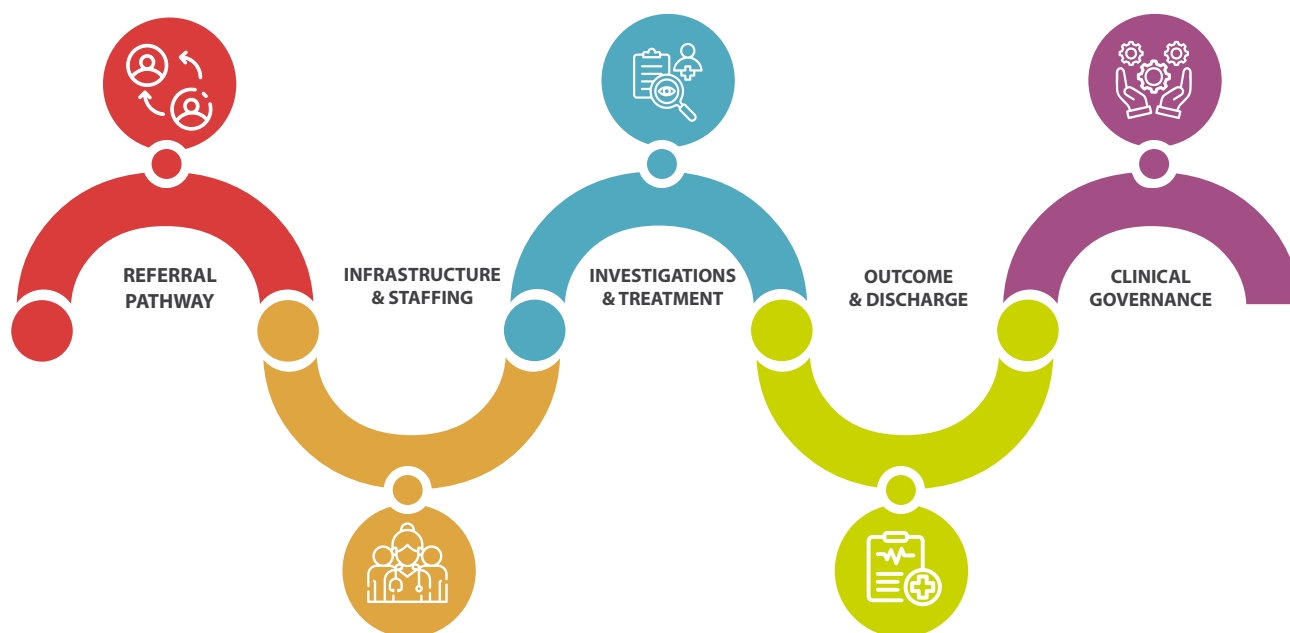 REFERRAL
PATHWAY
INFRASTRUCTURE
& STAFFING
INVESTIGATIONS
& TREATMENT
OUTCOME
& DISCHARGE
CLINICAL
GOVERNANCE